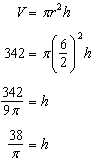 V = πr²h
342 = π(6/2)²h
342/9π = h
38/π = h